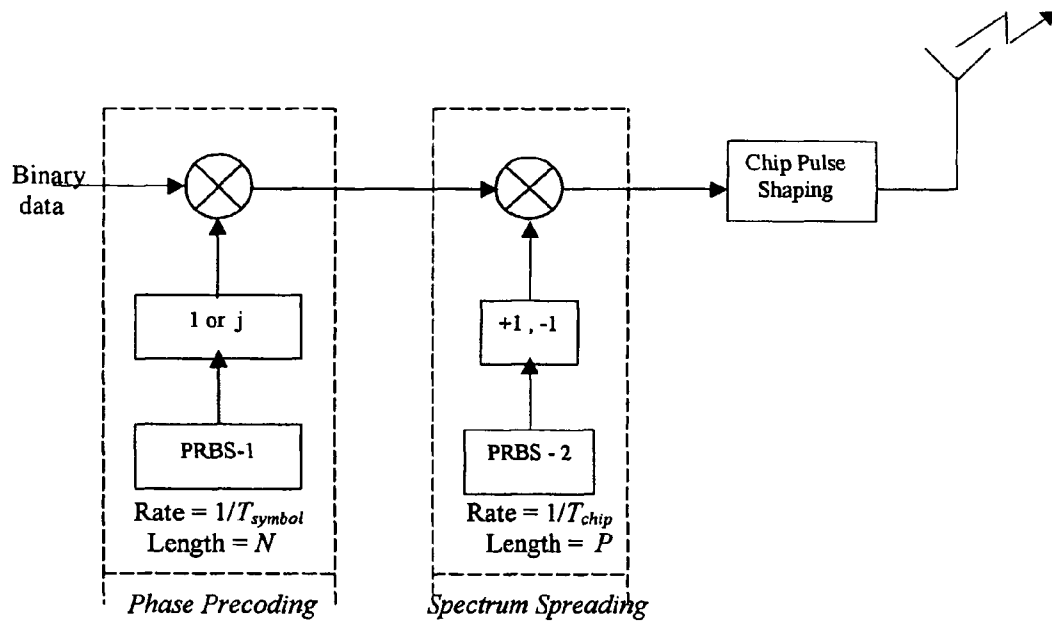 Binary
data
1 or j
PRBS-1
Rate = 1/T_symbol
Length = N
Phase Precoding
+1 , -1
PRBS - 2
Rate = 1/T_chip
Length = P
Spectrum Spreading
Chip Pulse
Shaping